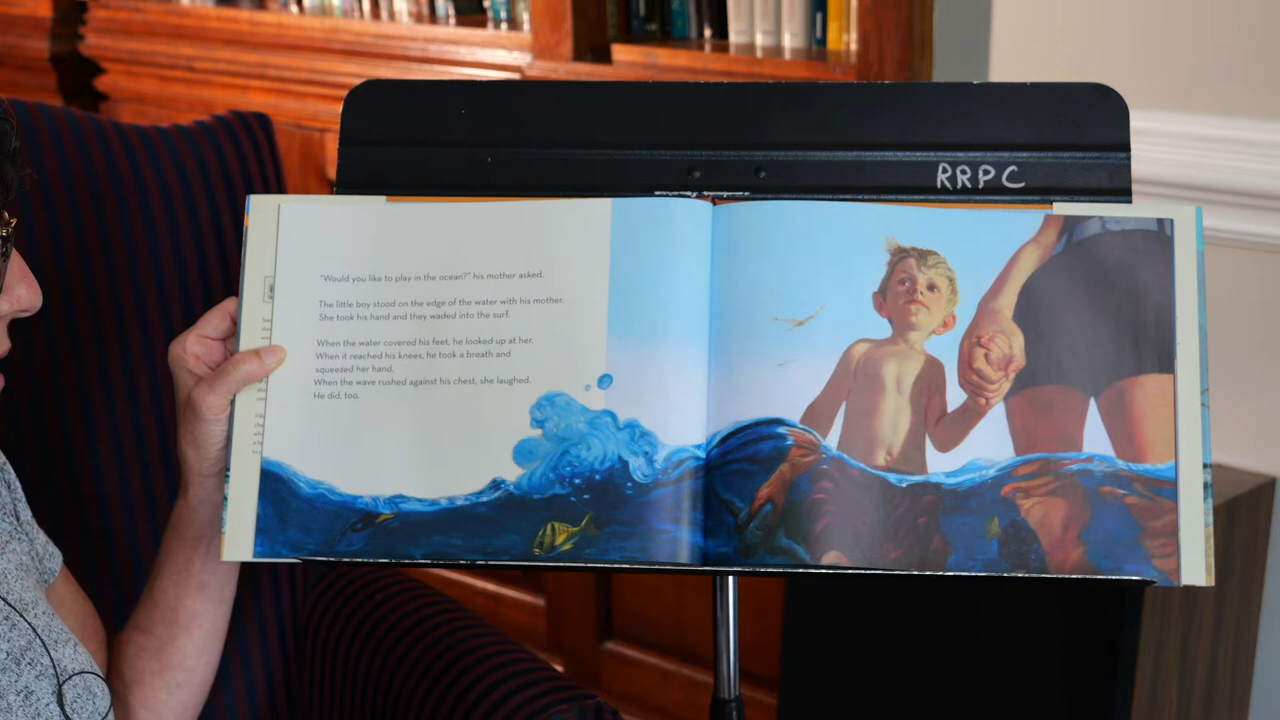 RRPC
"Would you like to play in the ocean?" his mother asked.
The little boy stood on the edge of the water with his mother.
She took his hand and they waded into the surf.
When the water covered his feet, he looked up at her.
When it reached his knees, he took a breath and
squeezed her hand.
When the wave rushed against his chest, she laughed.
He did, too.